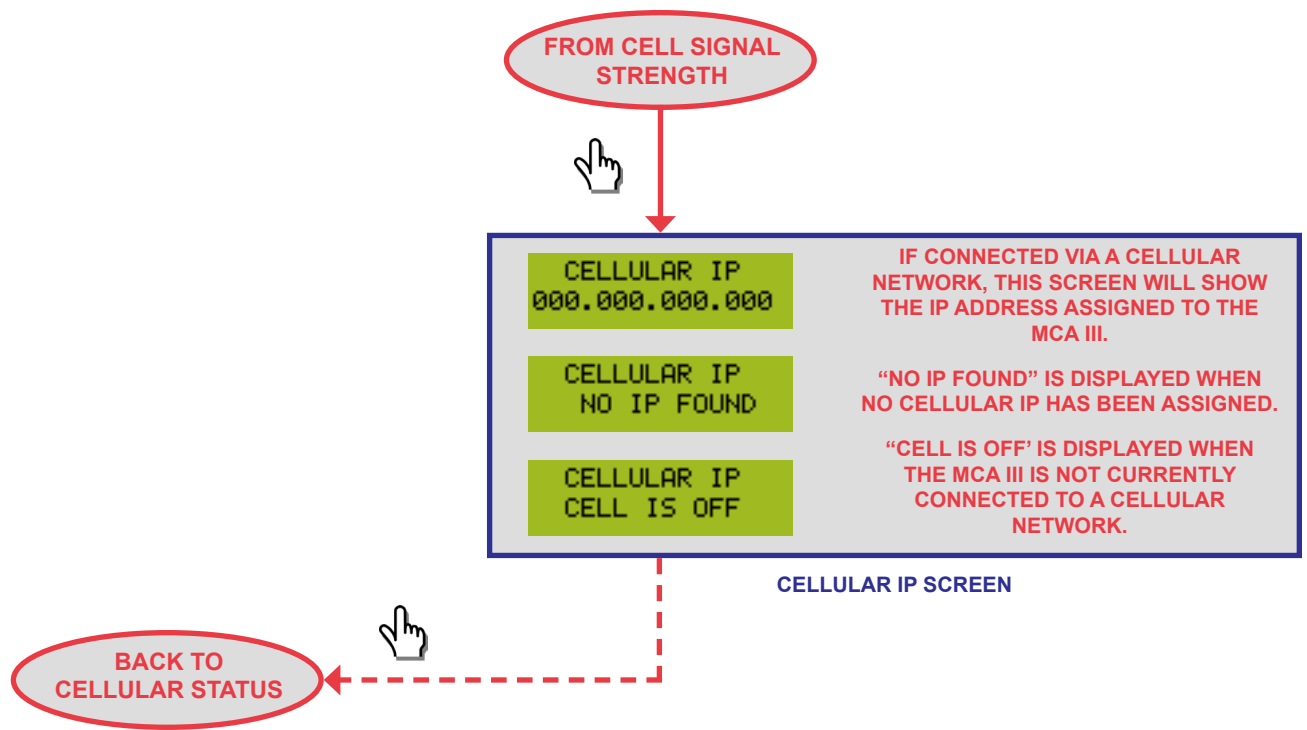 FROM CELL SIGNAL
STRENGTH
CELLULAR IP
000.000.000.000
IF CONNECTED VIA A CELLULAR
NETWORK, THIS SCREEN WILL SHOW
THE IP ADDRESS ASSIGNED TO THE
MCA III.
CELLULAR IP
NO IP FOUND
“NO IP FOUND” IS DISPLAYED WHEN
NO CELLULAR IP HAS BEEN ASSIGNED.
CELLULAR IP
CELL IS OFF
“CELL IS OFF’ IS DISPLAYED WHEN
THE MCA III IS NOT CURRENTLY
CONNECTED TO A CELLULAR
NETWORK.
CELLULAR IP SCREEN
BACK TO
CELLULAR STATUS